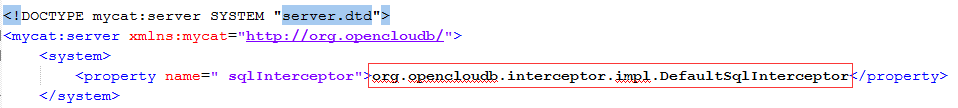 <!DOCTYPE mycat:server SYSTEM "server.dtd">
<mycat:server xmlns:mycat="http://org.opencloudb/">
<system>
<property name=" sqlInterceptor">org.opencloudb.interceptor.impl.DefaultSqlInterceptor</property>
</system>